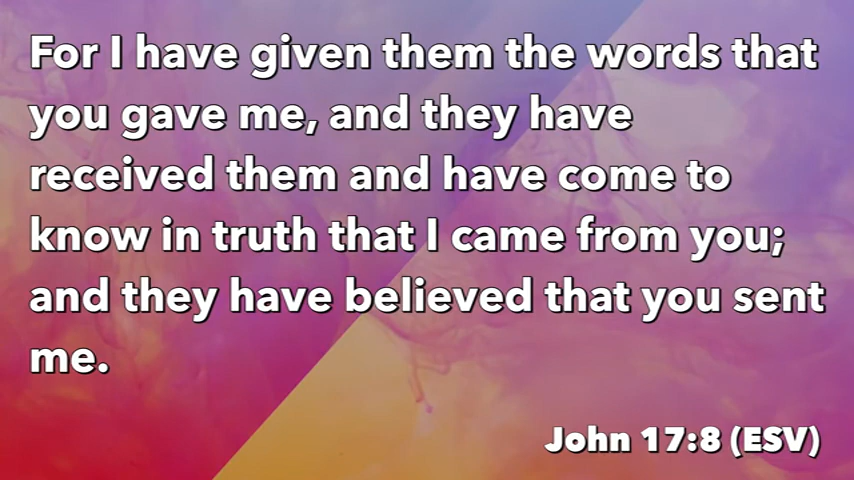 For I have given them the words that
you gave me, and they have
received them and have come to
know in truth that I came from you;
and they have believed that you sent
me.
John 17:8 (ESV)